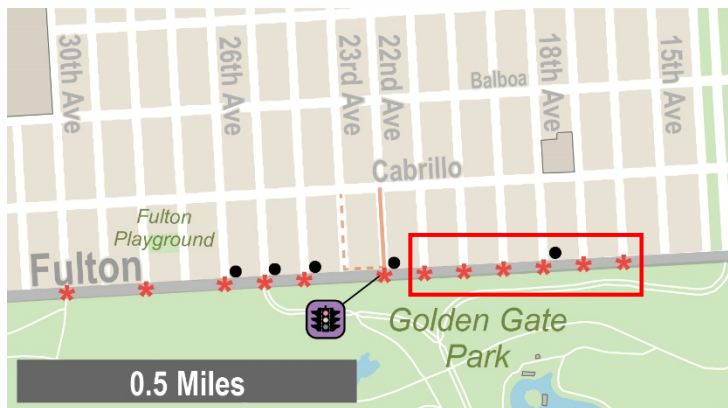 30th Ave
26th Ave
23rd Ave
22nd Ave
18th Ave
15th Ave
Balboa
Cabrillo
Fulton
Playground
Fulton
Golden Gate
Park
0.5 Miles